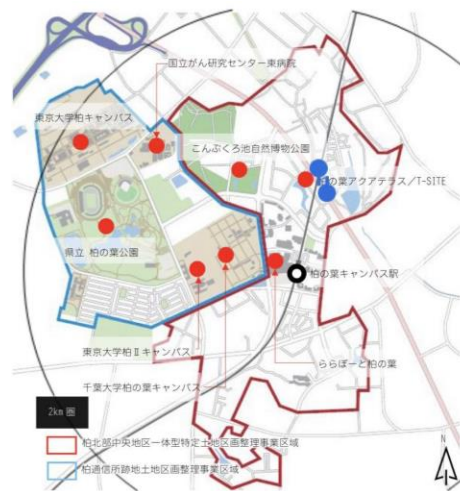 国立がん研究センター東病院
東京大学柏キャンパス
こんぶくろ池自然博物公園
の葉アクアテラス/T-SITE
県立 柏の葉公園
柏の葉キャンパス駅
東京大学柏Ⅱキャンパス
ららぽーと柏の葉
千葉大学柏の葉キャンパス
2km圏
N
柏北部中央地区一体型特定土地区画整理事業区域
柏通信所跡地土地区画整理事業区域